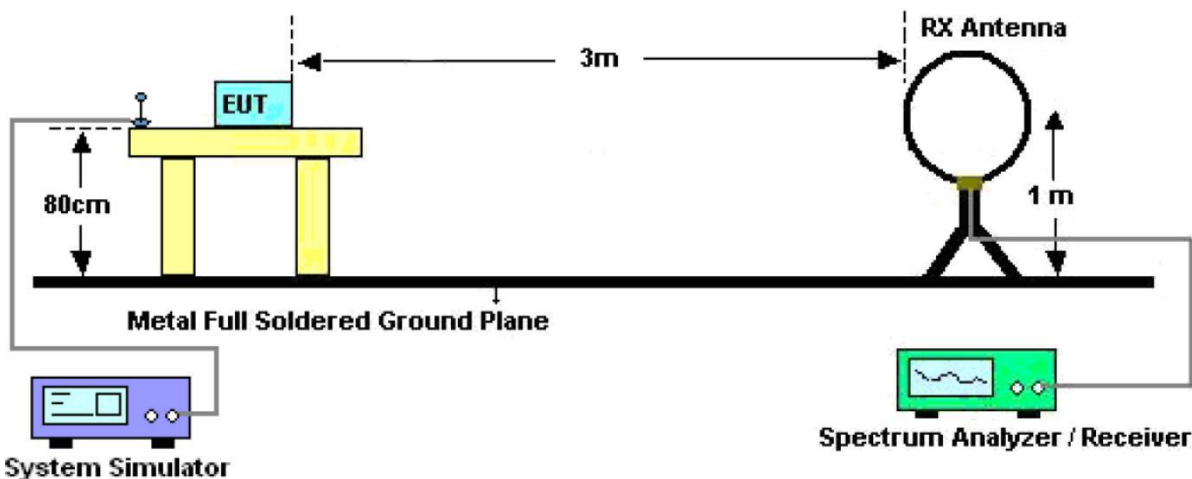 RX Antenna
3m
EUT
80cm
1 m
Metal Full Soldered Ground Plane
System Simulator
Spectrum Analyzer / Receiver